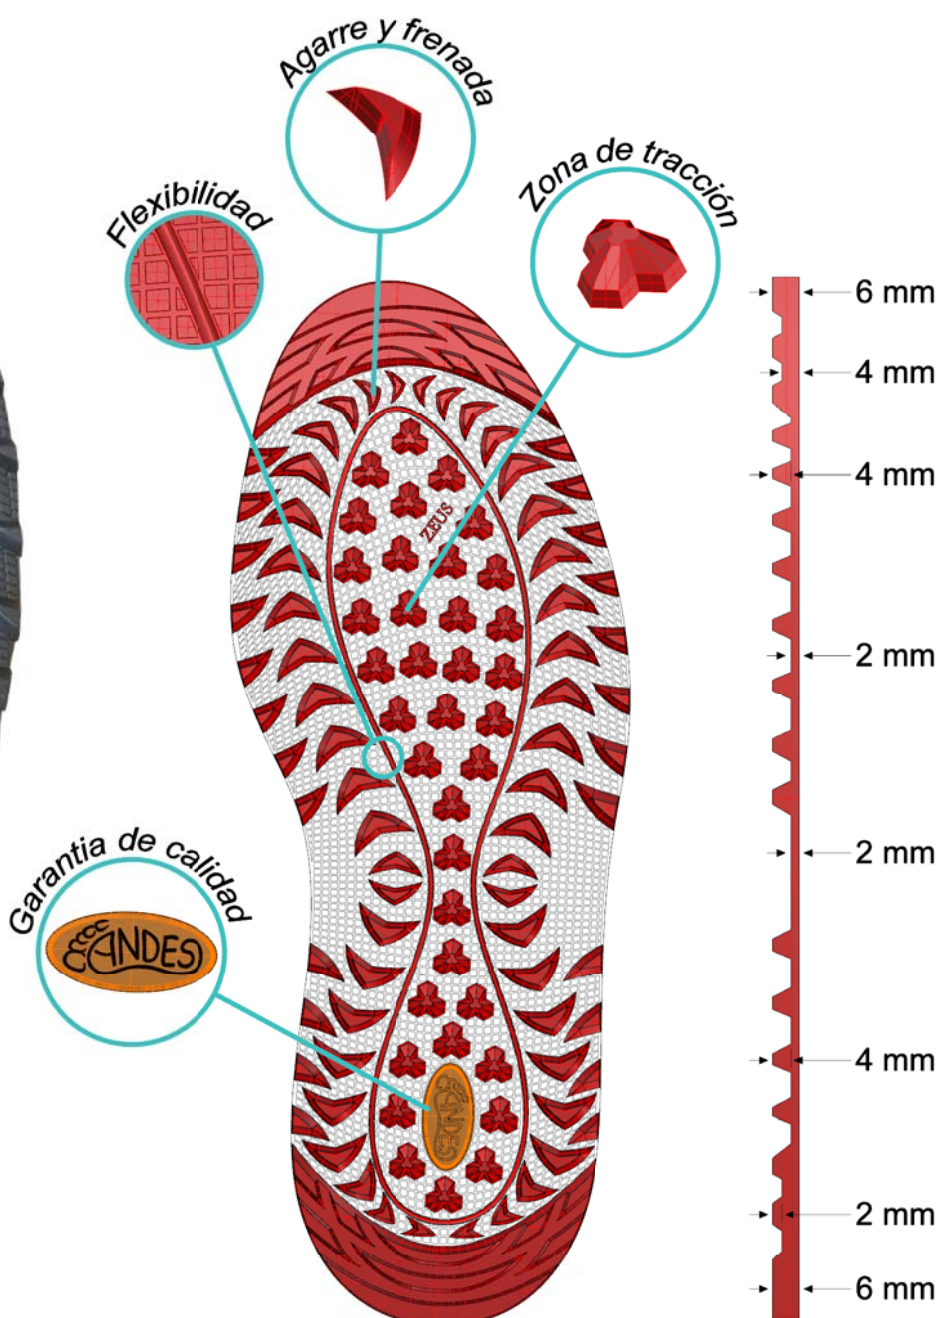 Agarre y frenada
Zona de tracción
Flexibilidad
6 mm
4 mm
4 mm
ZEUS
2 mm
2 mm
Garantia de calidad
ANDES
4 mm
ANDES
2 mm
6 mm